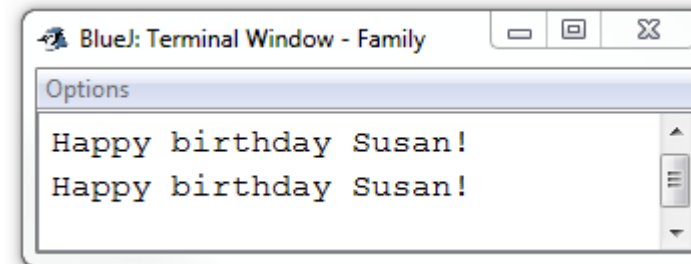 BlueJ: Terminal Window - Family
Options
Happy birthday Susan!
Happy birthday Susan!